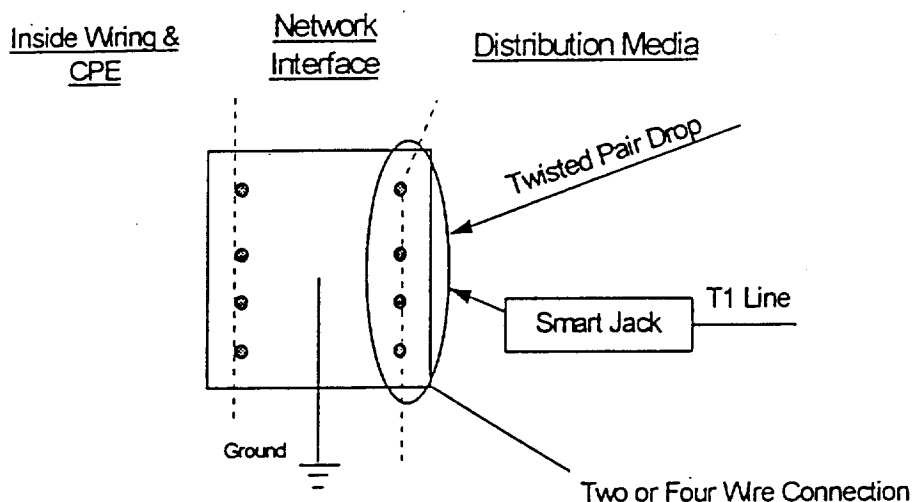 Inside Wiring &
CPE
Network
Interface
Distribution Media
Twisted Pair Drop
T1 Line
Smart Jack
Ground
Two or Four Wire Connection